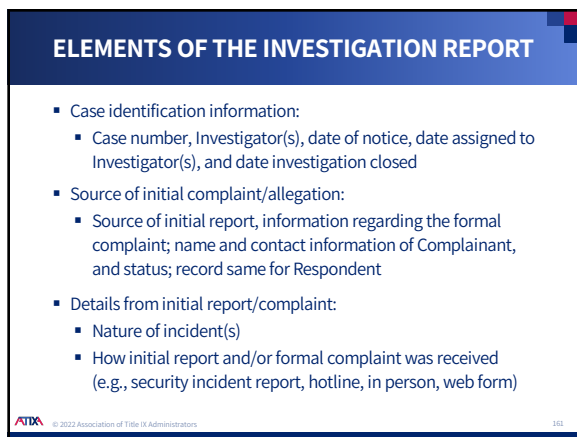 ELEMENTS OF THE INVESTIGATION REPORT
▪ Case identification information:
▪ Case number, Investigator(s), date of notice, date assigned to
Investigator(s), and date investigation closed
▪ Source of initial complaint/allegation:
▪ Source of initial report, information regarding the formal
complaint; name and contact information of Complainant,
and status; record same for Respondent
▪ Details from initial report/complaint:
▪ Nature of incident(s)
▪ How initial report and/or formal complaint was received
(e.g., security incident report, hotline, in person, web form)
ATIXA © 2022 Association of Title IX Administrators 161